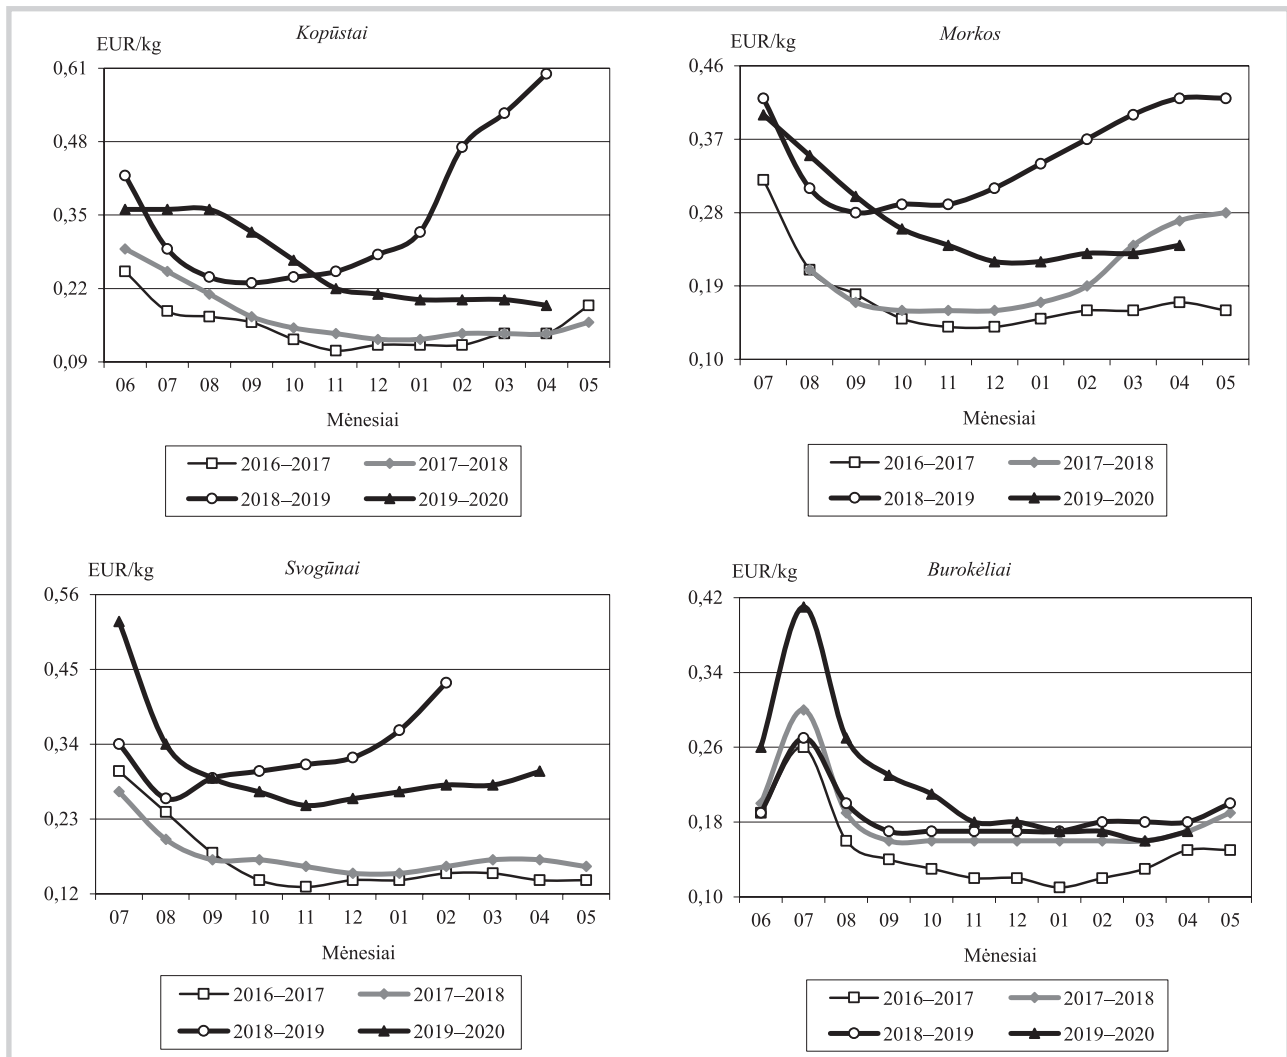 Kopūstai
EUR/kg
0,61
0,48
0,35
0,22
0,09
06 07 08 09 10 11 12 01 02 03 04 05
Mėnesiai
2016–2017 2017–2018
2018–2019 2019–2020
Morkos
EUR/kg
0,46
0,37
0,28
0,19
0,10
07 08 09 10 11 12 01 02 03 04 05
Mėnesiai
2016–2017 2017–2018
2018–2019 2019–2020
Svogūnai
EUR/kg
0,56
0,45
0,34
0,23
0,12
07 08 09 10 11 12 01 02 03 04 05
Mėnesiai
2016–2017 2017–2018
2018–2019 2019–2020
Burokėliai
EUR/kg
0,42
0,34
0,26
0,18
0,10
06 07 08 09 10 11 12 01 02 03 04 05
Mėnesiai
2016–2017 2017–2018
2018–2019 2019–2020